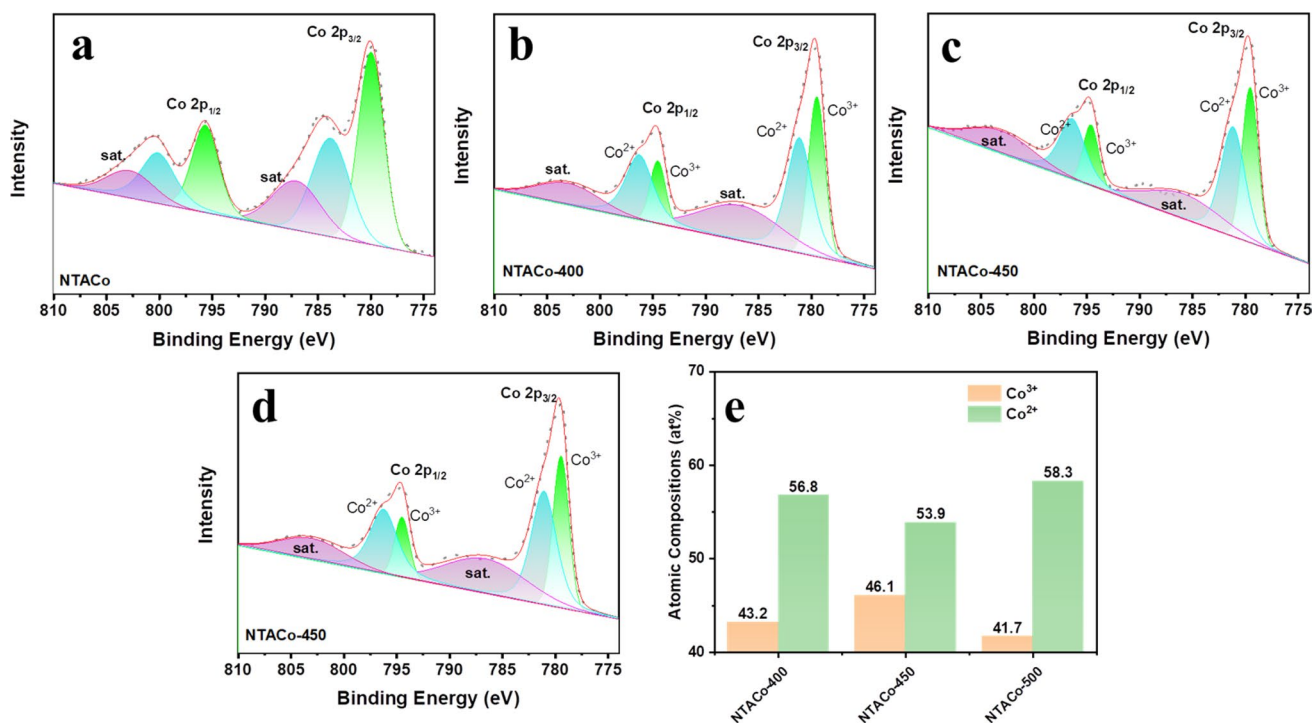 a
Co 2p3/2
Co 2p1/2
sat.
sat.
NTACo
Intensity
810 805 800 795 790 785 780 775
Binding Energy (eV)
b
Co 2p3/2
Co 2p1/2
Co3+
Co2+
Co2+
Co3+
sat.
sat.
NTACo-400
Intensity
810 805 800 795 790 785 780 775
Binding Energy (eV)
c
Co 2p3/2
Co 2p1/2
Co2+
Co3+
Co2+
Co3+
sat.
sat.
NTACo-450
Intensity
810 805 800 795 790 785 780 775
Binding Energy (eV)
d
Co 2p3/2
Co 2p1/2
Co3+
Co2+
Co2+
Co3+
sat.
sat.
NTACo-450
Intensity
810 805 800 795 790 785 780 775
Binding Energy (eV)
e
Co3+
Co2+
Atomic Compositions (at%)
70
60
50
40
43.2
56.8
46.1
53.9
41.7
58.3
NTACo-400
NTACo-450
NTACo-500